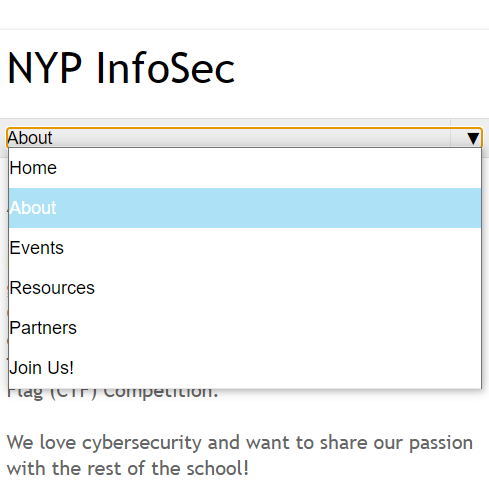 NYP InfoSec
About
▼
Home
About
Events
Resources
Partners
Join Us!
Flag (CTF) Competition.
We love cybersecurity and want to share our passion
with the rest of the school!